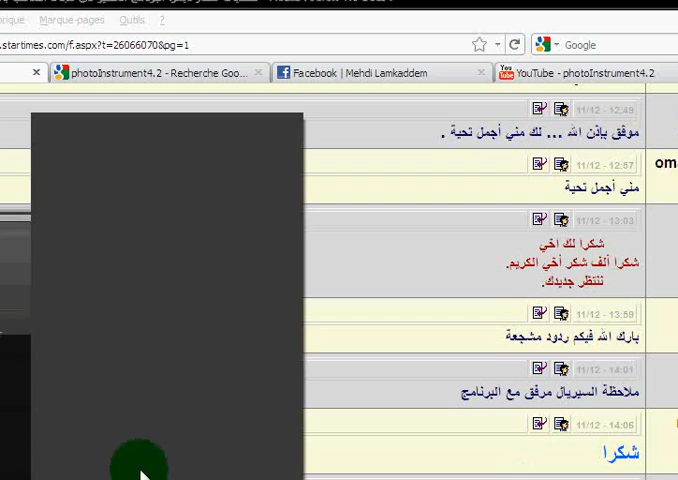 Marque-pages Outils ?
.startimes.com/f.aspx?t=26066070&pg=1
Google
photoInstrument4.2 - Recherche Goo...
Facebook | Mehdi Lamkaddem
YouTube - photoInstrument4.2
11/12 - 12:49
موفق بإذن الله ... لك مني أجمل تحية .
11/12 - 12:57
om
مني أجمل تحية
11/12 - 13:03
شكرا لك اخي
شكرا ألف شكر أخي الكريم.
ننتظر جديدك.
11/12 - 13:59
بارك الله فيكم ردود مشجعة
11/12 - 14:01
ملاحظة السيريال مرفق مع البرنامج
11/12 - 14:06
شكرا